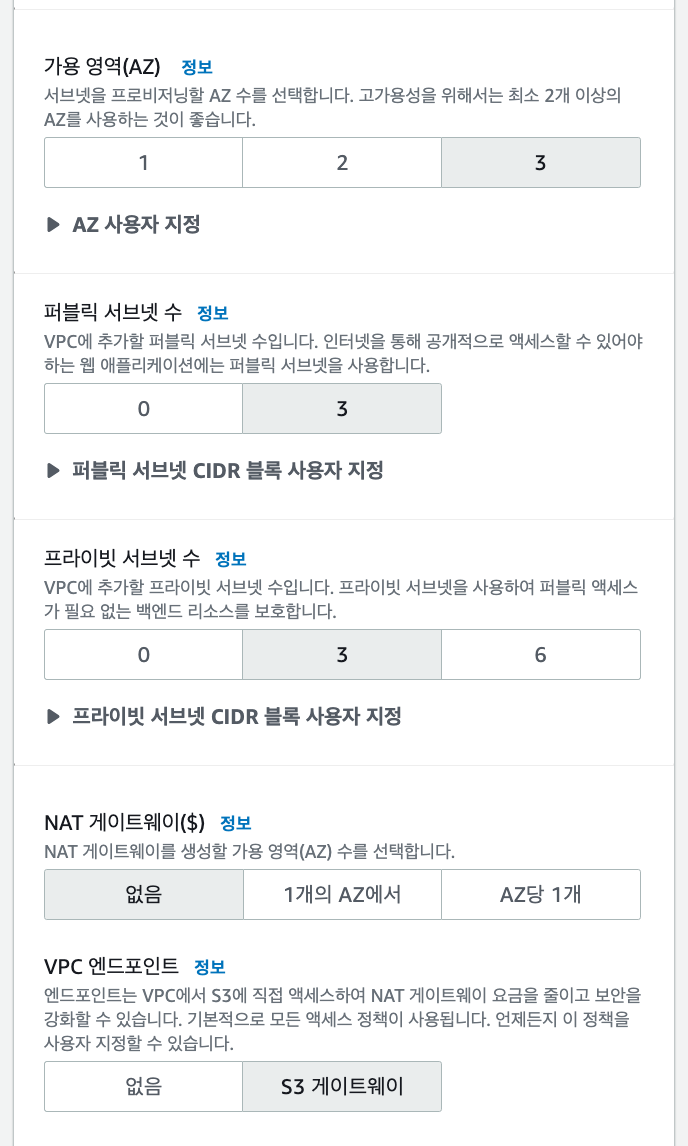 가용 영역(AZ) 정보
서브넷을 프로비저닝할 AZ 수를 선택합니다. 고가용성을 위해서는 최소 2개 이상의
AZ를 사용하는 것이 좋습니다.
1 2 3
▶ AZ 사용자 지정
퍼블릭 서브넷 수 정보
VPC에 추가할 퍼블릭 서브넷 수입니다. 인터넷을 통해 공개적으로 액세스할 수 있어야
하는 웹 애플리케이션에는 퍼블릭 서브넷을 사용합니다.
0 3
▶ 퍼블릭 서브넷 CIDR 블록 사용자 지정
프라이빗 서브넷 수 정보
VPC에 추가할 프라이빗 서브넷 수입니다. 프라이빗 서브넷을 사용하여 퍼블릭 액세스
가 필요 없는 백엔드 리소스를 보호합니다.
0 3 6
▶ 프라이빗 서브넷 CIDR 블록 사용자 지정
NAT 게이트웨이($) 정보
NAT 게이트웨이를 생성할 가용 영역(AZ) 수를 선택합니다.
없음 1개의 AZ에서 AZ당 1개
VPC 엔드포인트 정보
엔드포인트는 VPC에서 S3에 직접 액세스하여 NAT 게이트웨이 요금을 줄이고 보안을
강화할 수 있습니다. 기본적으로 모든 액세스 정책이 사용됩니다. 언제든지 이 정책을
사용자 지정할 수 있습니다.
없음 S3 게이트웨이